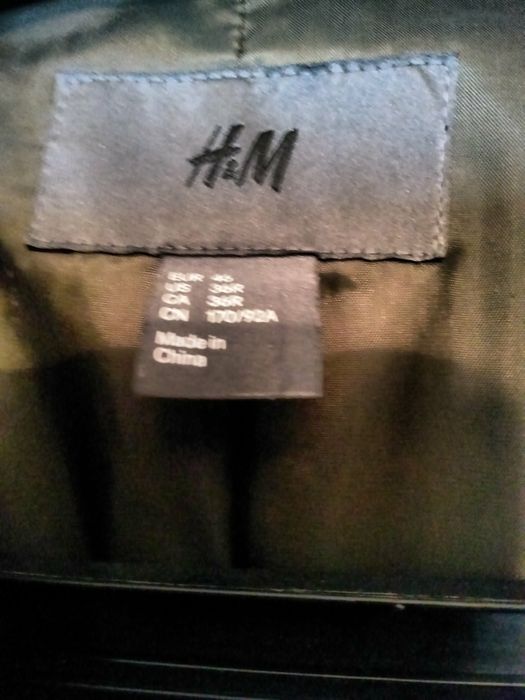 H&M
EUR 46
US 36R
CA 36R
CN 170/92A
Made in
China